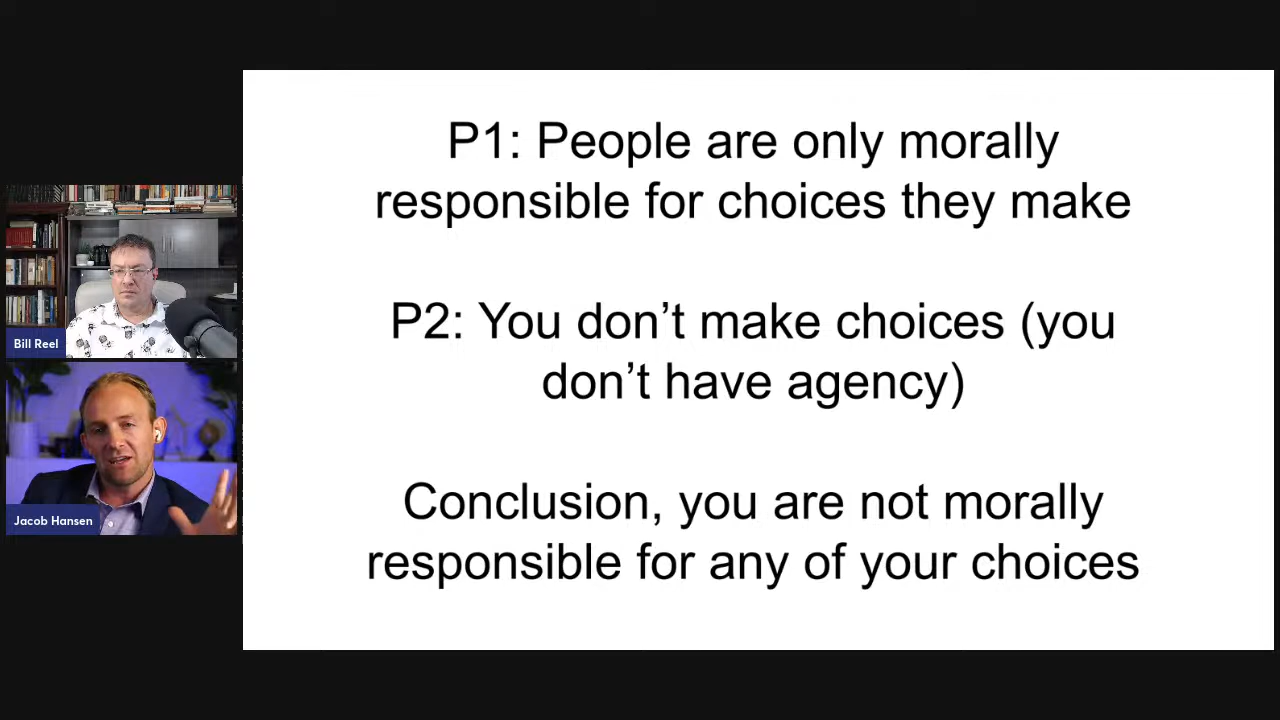 Bill Reel
Jacob Hansen
P1: People are only morally
responsible for choices they make
P2: You don’t make choices (you
don’t have agency)
Conclusion, you are not morally
responsible for any of your choices